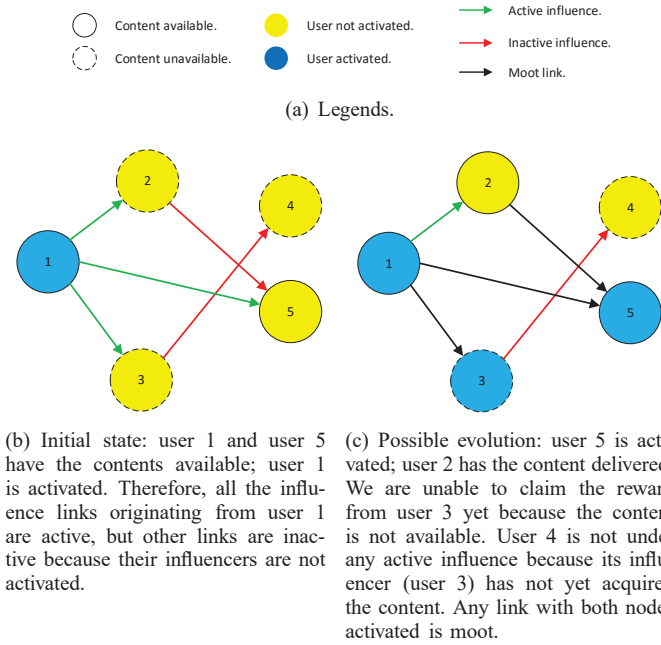 Content available.
User not activated.
Active influence.
Content unavailable.
User activated.
Inactive influence.
Moot link.
(a) Legends.
1
2
3
4
5
1
2
3
4
5
(b) Initial state: user 1 and user 5
have the contents available; user 1
is activated. Therefore, all the influ-
ence links originating from user 1
are active, but other links are inac-
tive because their influencers are not
activated.
(c) Possible evolution: user 5 is acti
vated; user 2 has the content delivered
We are unable to claim the rewar
from user 3 yet because the conten
is not available. User 4 is not unde
any active influence because its influ
encer (user 3) has not yet acquire
the content. Any link with both node
activated is moot.